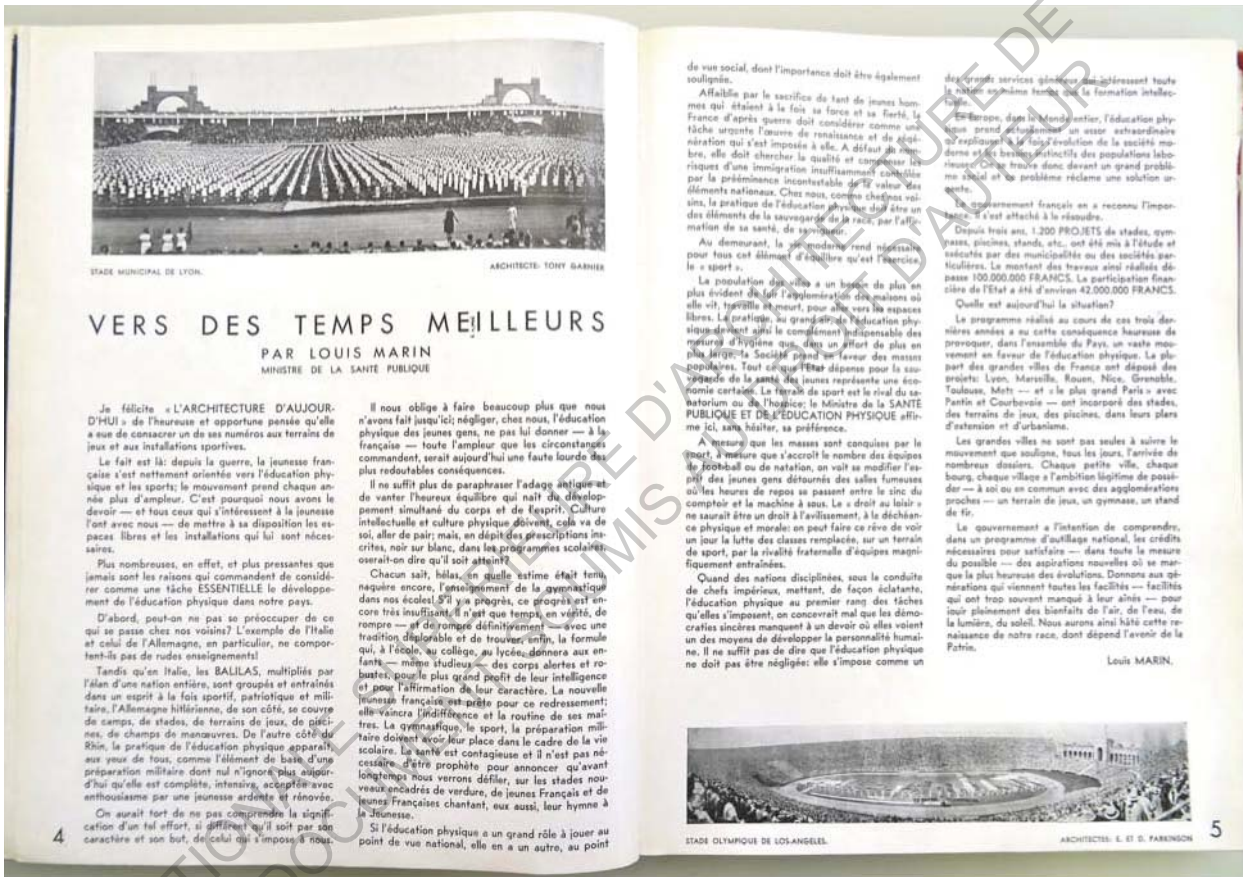 STADE MUNICIPAL DE LYON.
ARCHITECTE: TONY GARNIER
VERS DES TEMPS MEILLEURS
PAR LOUIS MARIN
MINISTRE DE LA SANTÉ PUBLIQUE
Je félicite « L'ARCHITECTURE D'AUJOUR-
D'HUI » de l'heureuse et opportune pensée qu'elle
a eue de consacrer un de ses numéros aux terrains de
jeux et aux installations sportives.
Le fait est là: depuis la guerre, la jeunesse fran-
çaise s'est nettement orientée vers l'éducation phy-
sique et les sports; le mouvement prend chaque an-
née plus d'ampleur. C'est pourquoi nous avons le
devoir — et tous ceux qui s'intéressent à la jeunesse
l'ont avec nous — de mettre à sa disposition les es-
paces libres et les installations qui lui sont néces-
saires.
Plus nombreuses, en effet, et plus pressantes que
jamais sont les raisons qui commandent de considé-
rer comme une tâche ESSENTIELLE le développe-
ment de l'éducation physique dans notre pays.
D'abord, peut-on ne pas se préoccuper de ce
qui se passe chez nos voisins? L'exemple de l'Italie
et celui de l'Allemagne, en particulier, ne compor-
tent-ils pas de rudes enseignements!
Tandis qu'en Italie, les BALILAS, multipliés par
l'élan d'une nation entière, sont groupés et entraînés
dans un esprit à la fois sportif, patriotique et mili-
taire, l'Allemagne hitlérienne, de son côté, se couvre
de camps, de stades, de terrains de jeux, de pisci-
nes, de champs de manœuvres. De l'autre côté du
Rhin, la pratique de l'éducation physique apparaît,
aux yeux de tous, comme l'élément de base d'une
préparation militaire dont nul n'ignore plus aujour-
d'hui qu'elle est complète, intensive, acceptée avec
enthousiasme par une jeunesse ardente et rénovée.
On aurait tort de ne pas comprendre la signifi-
cation d'un tel effort, si différent qu'il soit par son
caractère et son but, de celui qui s'impose à nous.
4
Il nous oblige à faire beaucoup plus que nous
n'avons fait jusqu'ici; négliger, chez nous, l'éducation
physique des jeunes gens, ne pas lui donner — à la
française — toute l'ampleur que les circonstances
commandent, serait aujourd'hui une faute lourde des
plus redoutables conséquences.
Il ne suffit plus de paraphraser l'adage antique et
de vanter l'heureux équilibre qui naît du dévelop-
pement simultané du corps et de l'esprit. Culture
intellectuelle et culture physique doivent, cela va de
soi, aller de pair; mais, en dépit des prescriptions ins-
crites, noir sur blanc, dans les programmes scolaires,
oserait-on dire qu'il soit atteint?
Chacun sait, hélas, en quelle estime était tenu,
naguère encore, l'enseignement de la gymnastique
dans nos écoles! S'il y a progrès, ce progrès est en-
core très insuffisant. Il n'est que temps, en vérité, de
rompre — et de rompre définitivement — avec une
tradition déplorable et de trouver, enfin, la formule
qui, à l'école, au collège, au lycée, donnera aux en-
fants — même studieux — des corps alertes et ro-
bustes, pour le plus grand profit de leur intelligence
et pour l'affirmation de leur caractère. La nouvelle
jeunesse française est prête pour ce redressement;
elle vaincra l'indifférence et la routine de ses maî-
tres. La gymnastique, le sport, la préparation mili-
taire doivent avoir leur place dans le cadre de la vie
scolaire. La santé est contagieuse et il n'est pas né-
cessaire d'être prophète pour annoncer qu'avant
longtemps nous verrons défiler, sur les stades nou-
veaux encadrés de verdure, de jeunes Français et de
jeunes Françaises chantant, eux aussi, leur hymne à
la Jeunesse.
Si l'éducation physique a un grand rôle à jouer au
point de vue national, elle en a un autre, au point
de vue social, dont l'importance doit être également
soulignée.
Affaiblie par le sacrifice de tant de jeunes hom-
mes qui étaient à la fois sa force et sa fierté, la
France d'après guerre doit considérer comme une
tâche urgente l'œuvre de renaissance et de régé-
nération qui s'est imposée à elle. A défaut du nom-
bre, elle doit chercher la qualité et compenser les
risques d'une immigration insuffisamment contrôlée
par la prééminence incontestable de la valeur des
éléments nationaux. Chez nous, comme chez nos voi-
sins, la pratique de l'éducation physique doit être un
des éléments de la sauvegarde de la race, par l'affir-
mation de sa santé, de sa vigueur.
Au demeurant, la vie moderne rend nécessaire
pour tous cet élément d'équilibre qu'est l'exercice,
le « sport ».
La population des villes a un besoin de plus en
plus évident de fuir l'agglomération des maisons où
elle vit, travaille et meurt, pour aller vers les espaces
libres. La pratique, au grand air, de l'éducation phy-
sique devient ainsi le complément indispensable des
mesures d'hygiène que, dans un effort de plus en
plus large, la Société prend en faveur des masses
populaires. Tout ce que l'Etat dépense pour la sau-
vegarde de la santé des jeunes représente une éco-
nomie certaine. Le terrain de sport est le rival du sa-
natorium ou de l'hospice; le Ministre de la SANTÉ
PUBLIQUE ET DE L'ÉDUCATION PHYSIQUE affir-
me ici, sans hésiter, sa préférence.
A mesure que les masses sont conquises par le
sport, à mesure que s'accroît le nombre des équipes
de football ou de natation, on voit se modifier l'es-
prit des jeunes gens détournés des salles fumeuses
où les heures de repos se passent entre le zinc du
comptoir et la machine à sous. Le « droit au loisir »
ne saurait être un droit à l'avilissement, à la déchéan-
ce physique et morale: on peut faire ce rêve de voir
un jour la lutte des classes remplacée, sur un terrain
de sport, par la rivalité fraternelle d'équipes magni-
fiquement entraînées.
Quand des nations disciplinées, sous la conduite
de chefs impérieux, mettent, de façon éclatante,
l'éducation physique au premier rang des tâches
qu'elles s'imposent, on concevrait mal que les démo-
craties sincères manquent à un devoir où elles voient
un des moyens de développer la personnalité humai-
ne. Il ne suffit pas de dire que l'éducation physique
ne doit pas être négligée: elle s'impose comme un
des grands services généraux qui intéressent toute
la nation en même temps que la formation intellec-
tuelle.
En Europe, dans le Monde entier, l'éducation phy-
sique prend actuellement un essor extraordinaire
qu'expliquent à la fois l'évolution de la société mo-
derne et les besoins instinctifs des populations labo-
rieuses. On se trouve donc devant un grand problè-
me social et ce problème réclame une solution ur-
gente.
Le gouvernement français en a reconnu l'impor-
tance. Il s'est attaché à le résoudre.
Depuis trois ans, 1.200 PROJETS de stades, gym-
nases, piscines, stands, etc., ont été mis à l'étude et
exécutés par des municipalités ou des sociétés par-
ticulières. Le montant des travaux ainsi réalisés dé-
passe 100.000.000 FRANCS. La participation finan-
cière de l'Etat a été d'environ 42.000.000 FRANCS.
Quelle est aujourd'hui la situation?
Le programme réalisé au cours de ces trois der-
nières années a eu cette conséquence heureuse de
provoquer, dans l'ensemble du Pays, un vaste mou-
vement en faveur de l'éducation physique. La plu-
part des grandes villes de France ont déposé des
projets: Lyon, Marseille, Rouen, Nice, Grenoble,
Toulouse, Metz — et « le plus grand Paris » avec
Pantin et Courbevoie — ont incorporé des stades,
des terrains de jeux, des piscines, dans leurs plans
d'extension et d'urbanisme.
Les grandes villes ne sont pas seules à suivre le
mouvement que souligne, tous les jours, l'arrivée de
nombreux dossiers. Chaque petite ville, chaque
bourg, chaque village a l'ambition légitime de possé-
der — à soi ou en commun avec des agglomérations
proches — un terrain de jeux, un gymnase, un stand
de tir.
Le gouvernement a l'intention de comprendre,
dans un programme d'outillage national, les crédits
nécessaires pour satisfaire — dans toute la mesure
du possible — des aspirations nouvelles où se mar-
que la plus heureuse des évolutions. Donnons aux gé-
nérations qui viennent toutes les facilités — facilités
qui ont trop souvent manqué à leur aînés — pour
jouir pleinement des bienfaits de l'air, de l'eau, de
la lumière, du soleil. Nous aurons ainsi hâté cette re-
naissance de notre race, dont dépend l'avenir de la
Patrie.
Louis MARIN.
STADE OLYMPIQUE DE LOS-ANGELES.
ARCHITECTES: E. ET D. PARKINSON
5
TIONALE SUPERIEURE D'ARCHITECTURE DE
DOCUMENT SOUMIS AU DROIT D'AUTEUR